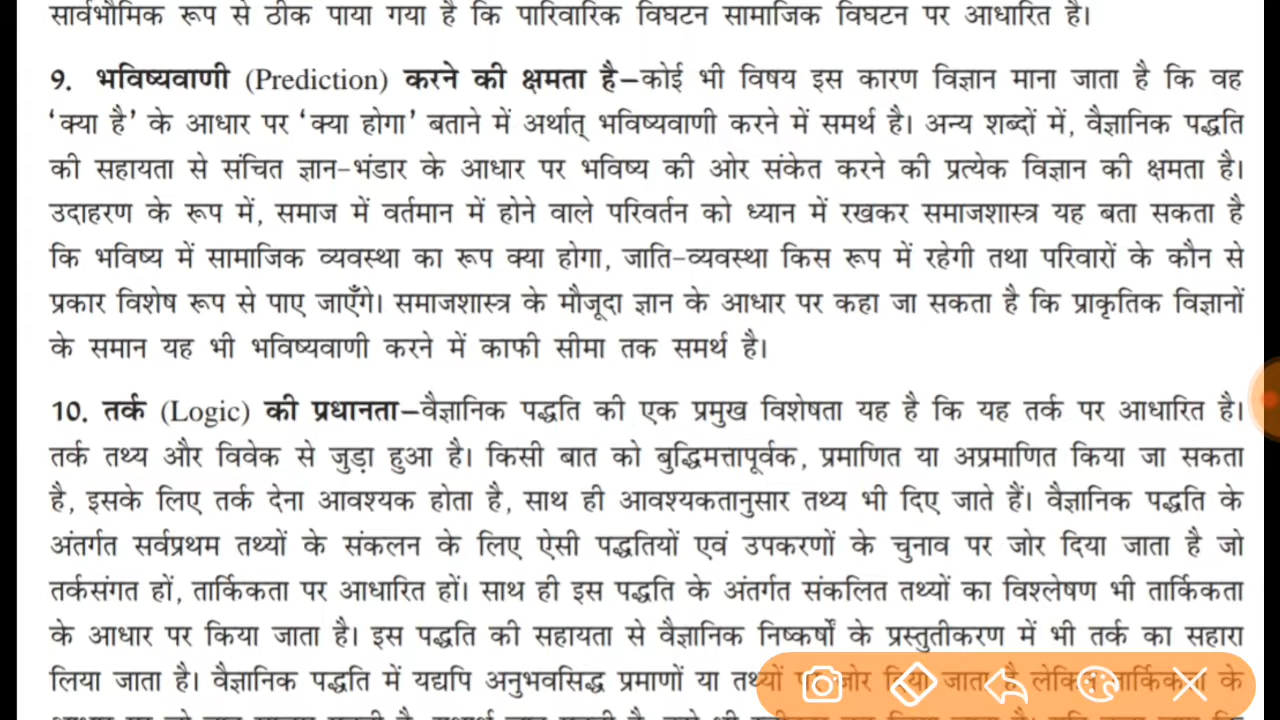 सार्वभौमिक रूप से ठीक पाया गया है कि पारिवारिक विघटन सामाजिक विघटन पर आधारित है।
9. भविष्यवाणी (Prediction) करने की क्षमता है–कोई भी विषय इस कारण विज्ञान माना जाता है कि वह
‘क्या है’ के आधार पर ‘क्या होगा’ बताने में अर्थात् भविष्यवाणी करने में समर्थ है। अन्य शब्दों में, वैज्ञानिक पद्धति
की सहायता से संचित ज्ञान-भंडार के आधार पर भविष्य की ओर संकेत करने की प्रत्येक विज्ञान की क्षमता है।
उदाहरण के रूप में, समाज में वर्तमान में होने वाले परिवर्तन को ध्यान में रखकर समाजशास्त्र यह बता सकता है
कि भविष्य में सामाजिक व्यवस्था का रूप क्या होगा, जाति-व्यवस्था किस रूप में रहेगी तथा परिवारों के कौन से
प्रकार विशेष रूप से पाए जाएँगे। समाजशास्त्र के मौजूदा ज्ञान के आधार पर कहा जा सकता है कि प्राकृतिक विज्ञानों
के समान यह भी भविष्यवाणी करने में काफी सीमा तक समर्थ है।
10. तर्क (Logic) की प्रधानता–वैज्ञानिक पद्धति की एक प्रमुख विशेषता यह है कि यह तर्क पर आधारित है।
तर्क तथ्य और विवेक से जुड़ा हुआ है। किसी बात को बुद्धिमत्तापूर्वक, प्रमाणित या अप्रमाणित किया जा सकता
है, इसके लिए तर्क देना आवश्यक होता है, साथ ही आवश्यकतानुसार तथ्य भी दिए जाते हैं। वैज्ञानिक पद्धति के
अंतर्गत सर्वप्रथम तथ्यों के संकलन के लिए ऐसी पद्धतियों एवं उपकरणों के चुनाव पर जोर दिया जाता है जो
तर्कसंगत हों, तार्किकता पर आधारित हों। साथ ही इस पद्धति के अंतर्गत संकलित तथ्यों का विश्लेषण भी तार्किकता
के आधार पर किया जाता है। इस पद्धति की सहायता से वैज्ञानिक निष्कर्षों के प्रस्तुतीकरण में भी तर्क का सहारा
लिया जाता है। वैज्ञानिक पद्धति में यद्यपि अनुभवसिद्ध प्रमाणों या तथ्यों पर जोर दिया जाता है लेकिन तार्किकता के